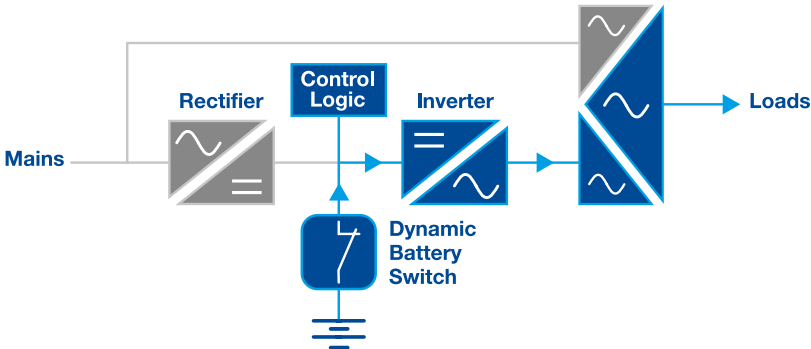 Control
Logic
Rectifier
Inverter
Loads
Mains
Dynamic
Battery
Switch